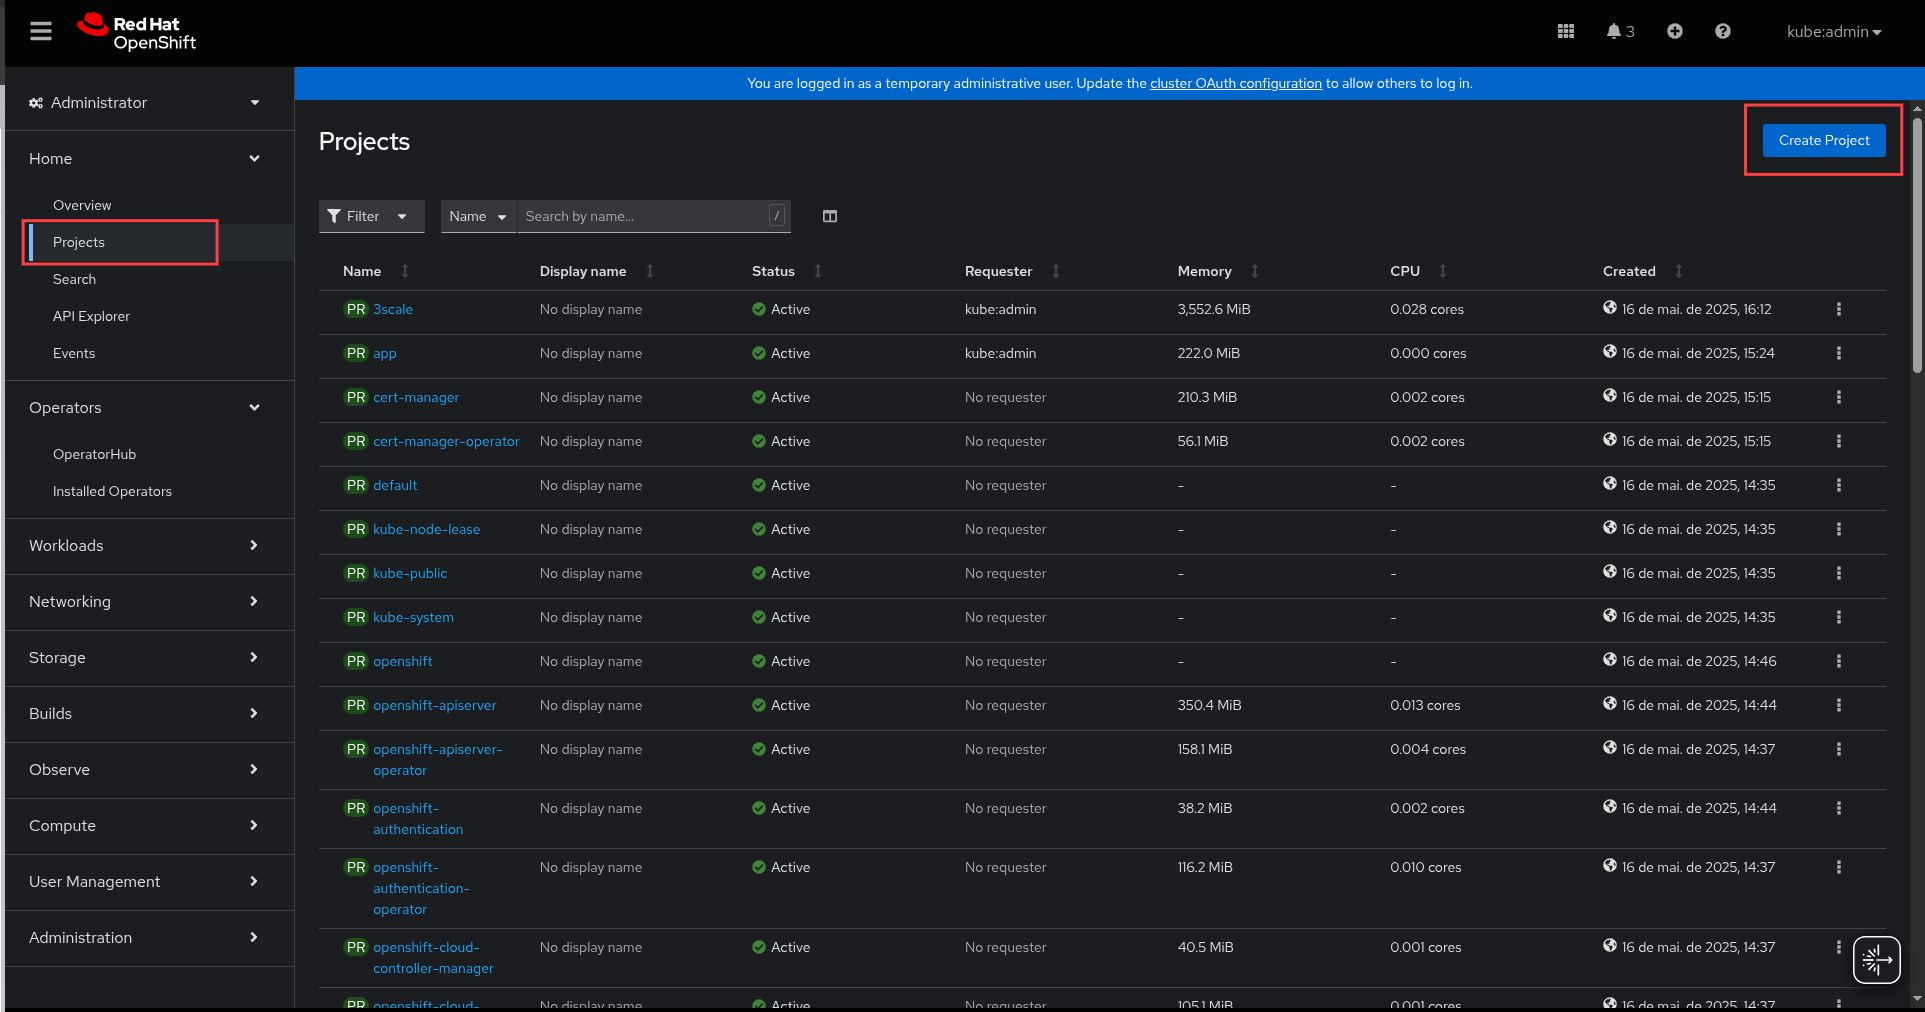 Red Hat
OpenShift
3
kube:admin
You are logged in as a temporary administrative user. Update the cluster OAuth configuration to allow others to log in.
Administrator
Home
Overview
Projects
Search
API Explorer
Events
Operators
OperatorHub
Installed Operators
Workloads
Networking
Storage
Builds
Observe
Compute
User Management
Administration
Projects
Create Project
Filter Name Search by name... /
Name Display name Status Requester Memory CPU Created
PR 3scale No display name Active kube:admin 3,552.6 MiB 0.028 cores 16 de mai. de 2025, 16:12
PR app No display name Active kube:admin 222.0 MiB 0.000 cores 16 de mai. de 2025, 15:24
PR cert-manager No display name Active No requester 210.3 MiB 0.002 cores 16 de mai. de 2025, 15:15
PR cert-manager-operator No display name Active No requester 56.1 MiB 0.002 cores 16 de mai. de 2025, 15:15
PR default No display name Active No requester - - 16 de mai. de 2025, 14:35
PR kube-node-lease No display name Active No requester - - 16 de mai. de 2025, 14:35
PR kube-public No display name Active No requester - - 16 de mai. de 2025, 14:35
PR kube-system No display name Active No requester - - 16 de mai. de 2025, 14:35
PR openshift No display name Active No requester - - 16 de mai. de 2025, 14:46
PR openshift-apiserver No display name Active No requester 350.4 MiB 0.013 cores 16 de mai. de 2025, 14:44
PR openshift-apiserver- No display name Active No requester 158.1 MiB 0.004 cores 16 de mai. de 2025, 14:37
operator
PR openshift- No display name Active No requester 38.2 MiB 0.002 cores 16 de mai. de 2025, 14:44
authentication
PR openshift- No display name Active No requester 116.2 MiB 0.010 cores 16 de mai. de 2025, 14:37
authentication-
operator
PR openshift-cloud- No display name Active No requester 40.5 MiB 0.001 cores 16 de mai. de 2025, 14:37
controller-manager
PR openshift-cloud- No display name Active No requester 105.1 MiB 0.001 cores 16 de mai. de 2025, 14:37